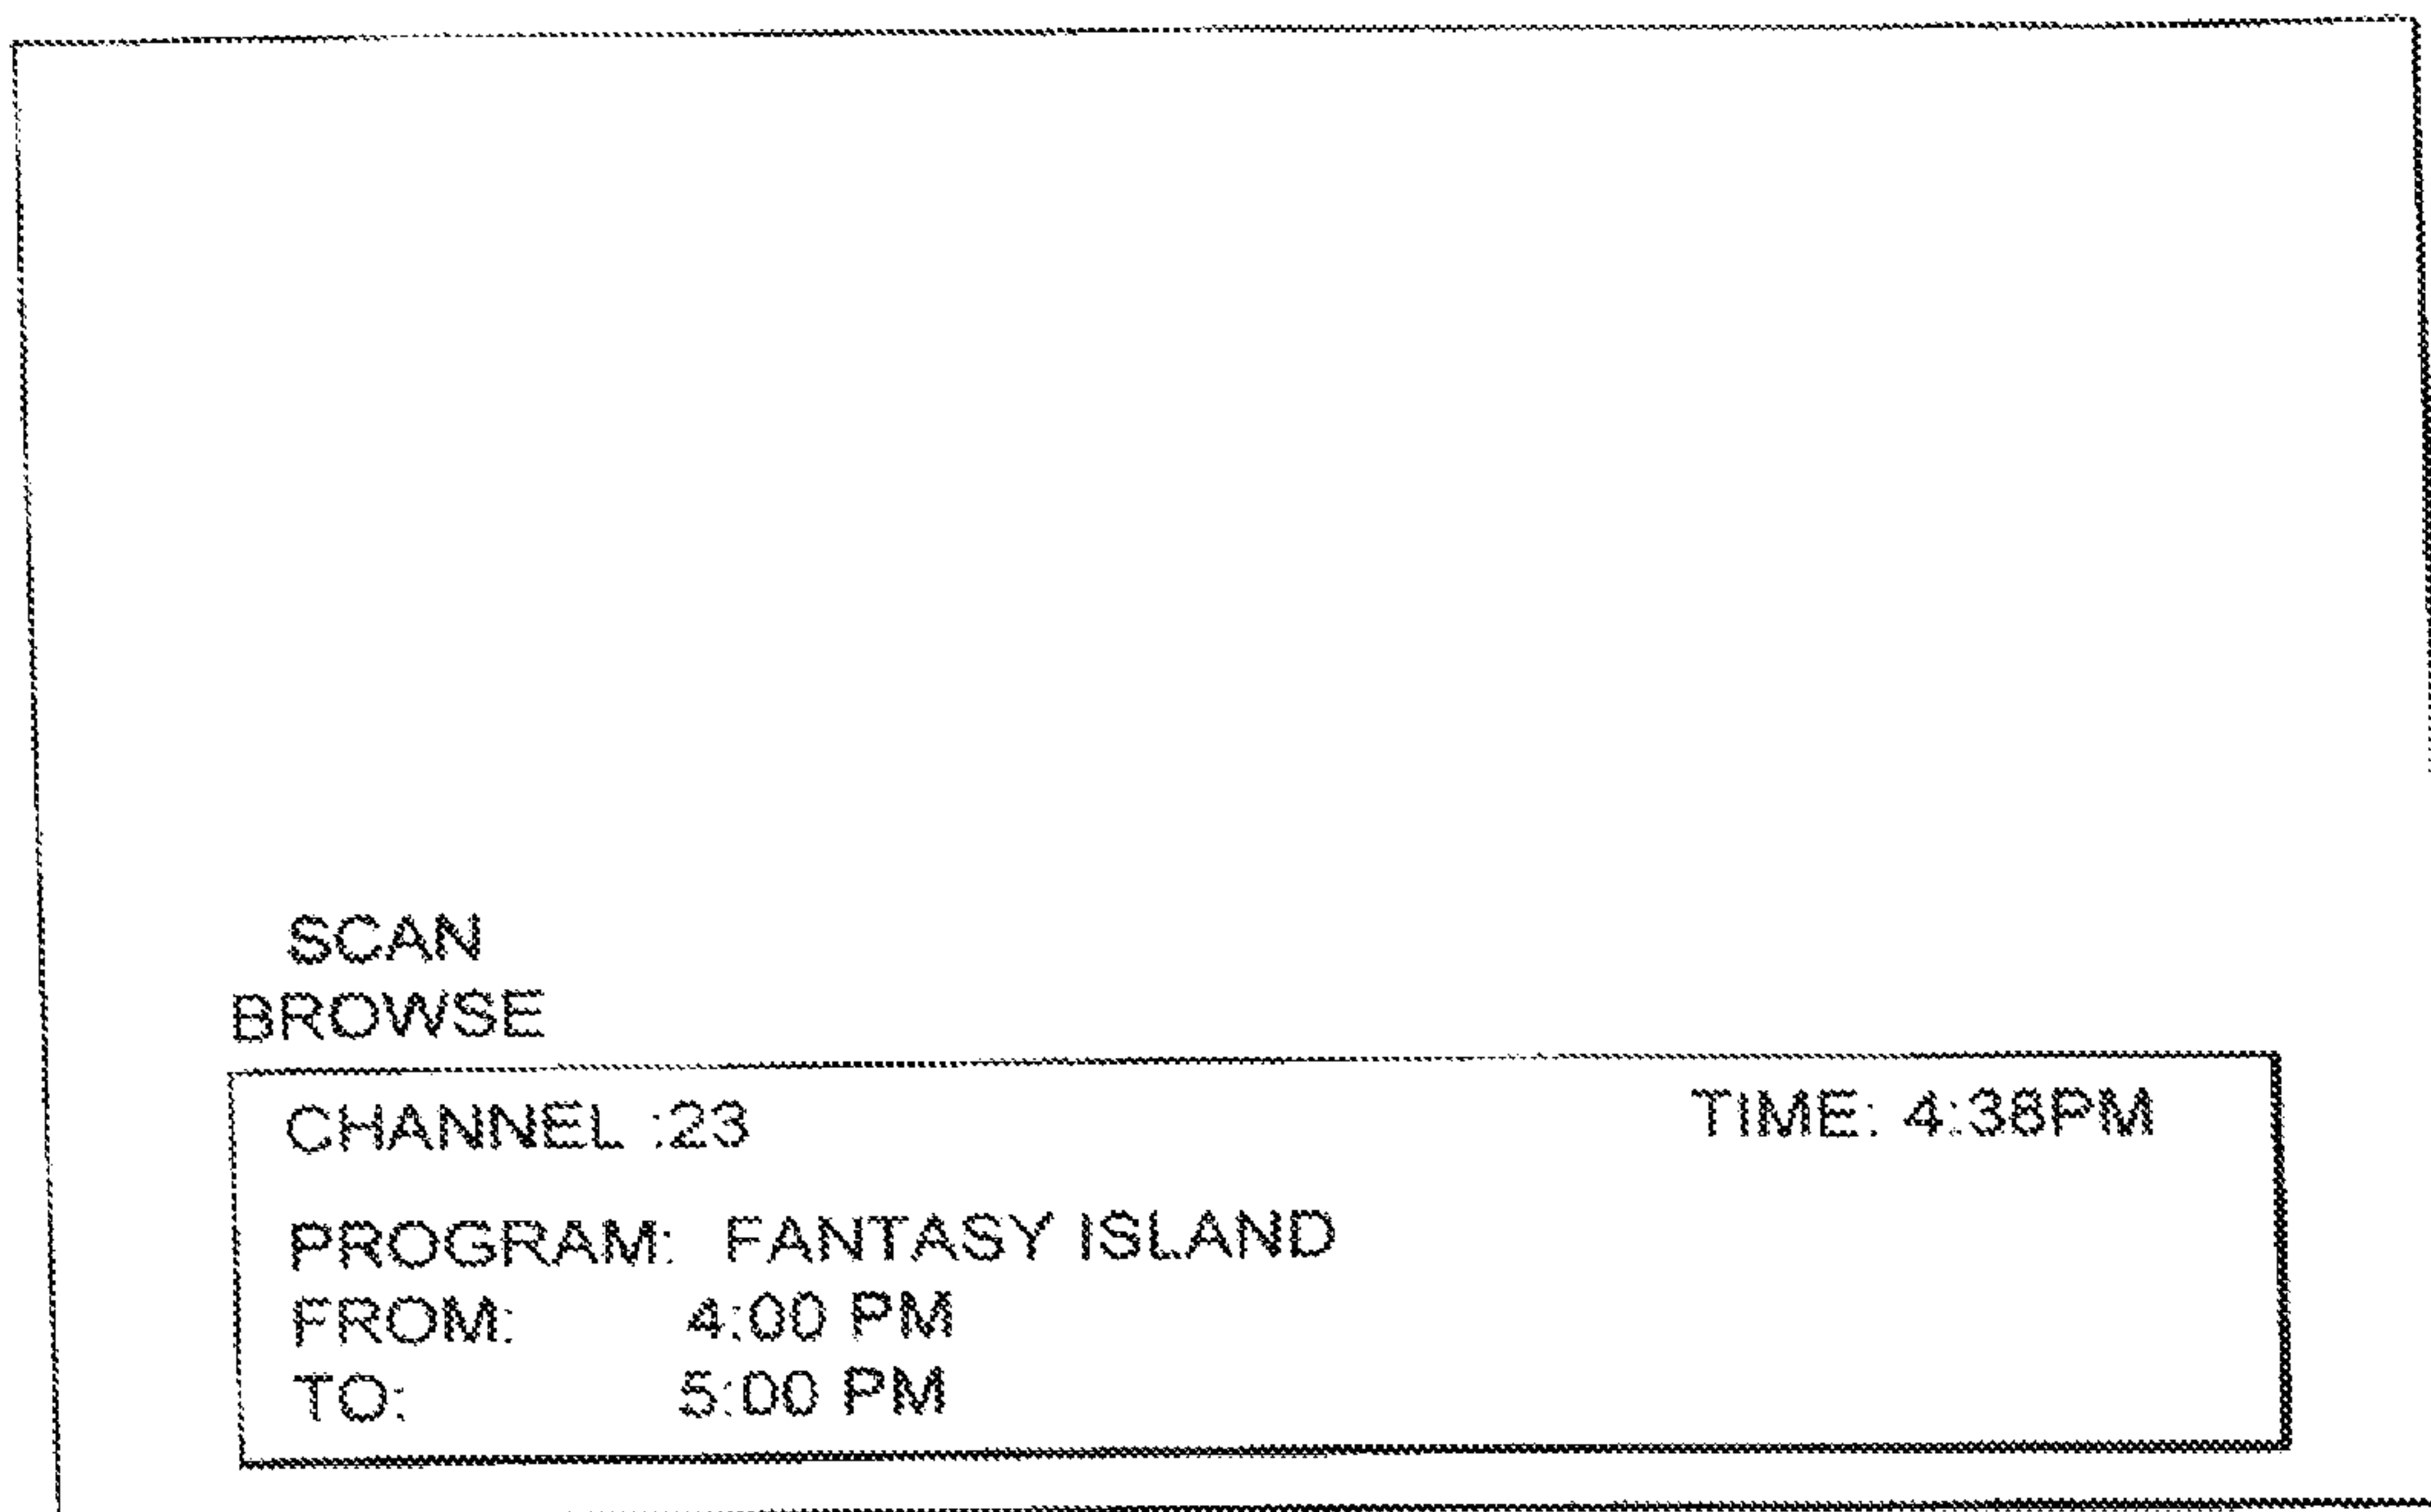 SCAN
BROWSE
CHANNEL :23 TIME: 4:38PM
PROGRAM: FANTASY ISLAND
FROM: 4:00 PM
TO: 5:00 PM